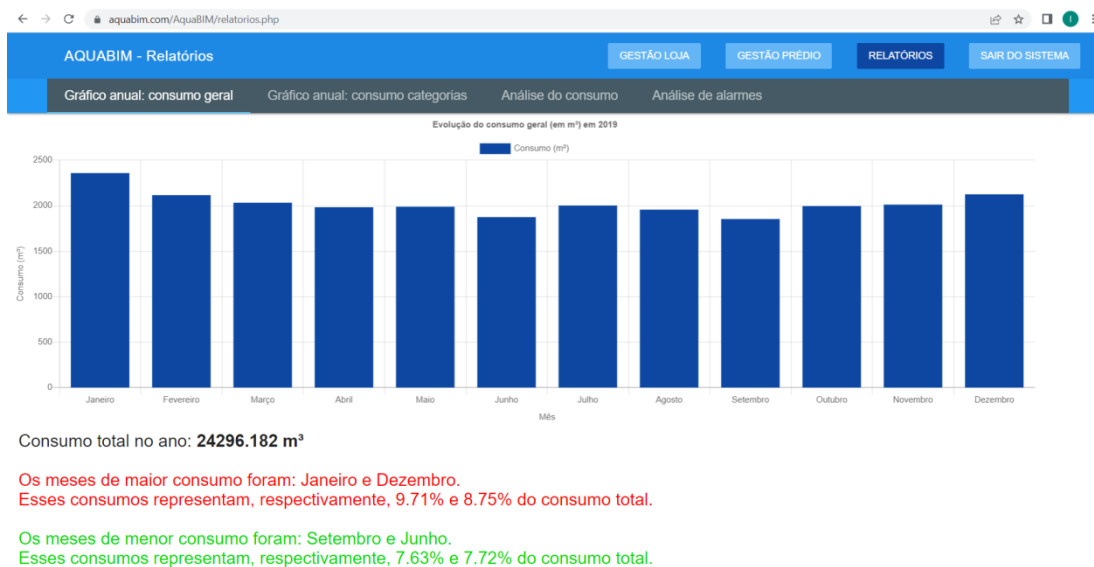 aquabim.com/AquaBIM/relatorios.php
AQUABIM - Relatórios
GESTÃO LOJA
GESTÃO PRÉDIO
RELATÓRIOS
SAIR DO SISTEMA
Gráfico anual: consumo geral
Gráfico anual: consumo categorias
Análise do consumo
Análise de alarmes
Evolução do consumo geral (em m³) em 2019
Consumo (m³)
2500
2000
1500
1000
500
0
Consumo (m³)
Janeiro Fevereiro Março Abril Maio Junho Julho Agosto Setembro Outubro Novembro Dezembro
Mês
Consumo total no ano: 24296.182 m³
Os meses de maior consumo foram: Janeiro e Dezembro.
Esses consumos representam, respectivamente, 9.71% e 8.75% do consumo total.
Os meses de menor consumo foram: Setembro e Junho.
Esses consumos representam, respectivamente, 7.63% e 7.72% do consumo total.